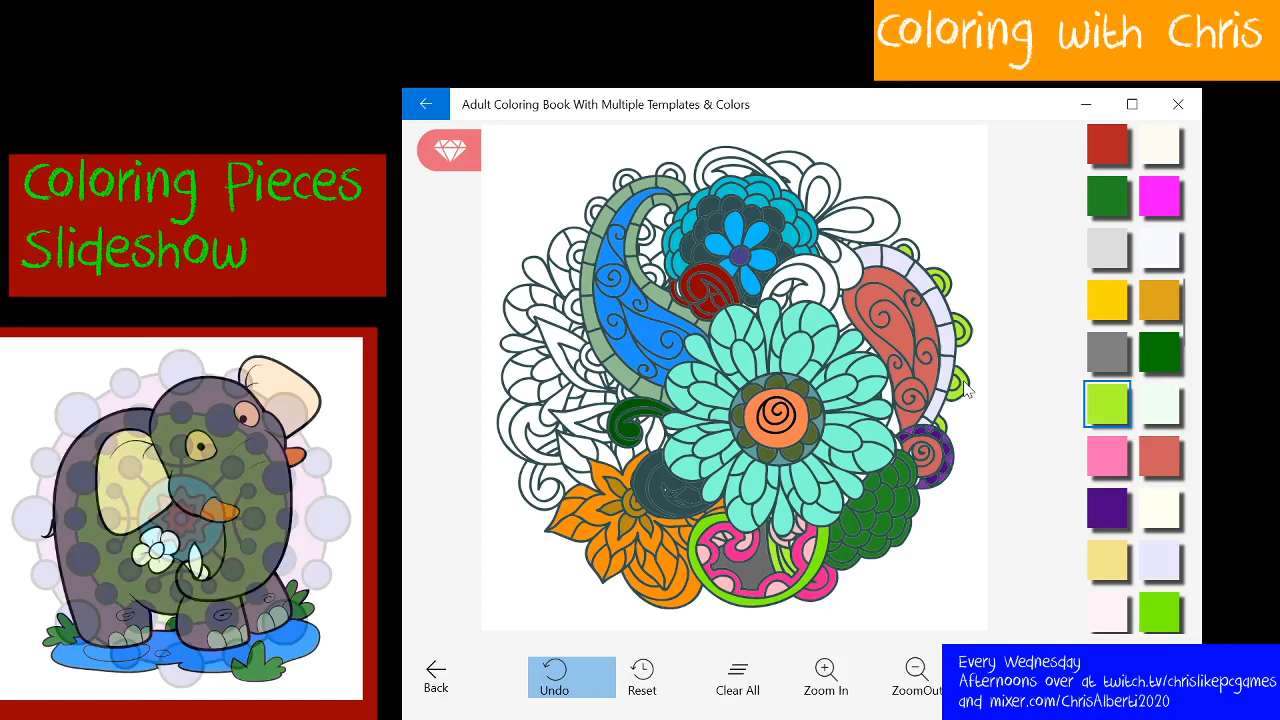 Coloring with Chris
Adult Coloring Book With Multiple Templates & Colors
Coloring Pieces
Slideshow
Back
Undo
Reset
Clear All
Zoom In
ZoomOut
Every Wednesday
Afternoons over at twitch.tv/chrislikepcgames
and mixer.com/ChrisAlberti2020